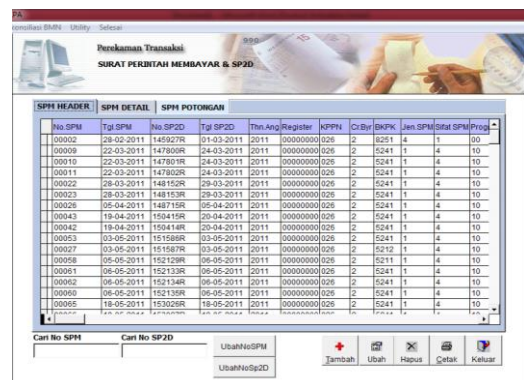 PA
onsiliasi BMN Utility Selesai
Perekaman Transaksi
SURAT PERINTAH MEMBAYAR & SP2D
SPM HEADER SPM DETAIL SPM POTONGAN
No.SPM Tgl.SPM No.SP2D Tgl.SP2D Thn.Ang Register KPPN Cr.Byr BKPK Jen.SPM Sifat SPM Progr
00002 28-02-2011 145927R 01-03-2011 2011 00000000 026 2 8251 4 1 00
00009 22-03-2011 147800R 24-03-2011 2011 00000000 026 2 5241 1 4 10
00010 22-03-2011 147801R 24-03-2011 2011 00000000 026 2 5241 1 4 10
00011 22-03-2011 147802R 24-03-2011 2011 00000000 026 2 5241 1 4 10
00022 28-03-2011 148152R 29-03-2011 2011 00000000 026 2 5241 1 4 10
00023 28-03-2011 148153R 29-03-2011 2011 00000000 026 2 5241 1 4 10
00026 05-04-2011 148715R 05-04-2011 2011 00000000 026 2 5241 1 4 10
00043 19-04-2011 150415R 20-04-2011 2011 00000000 026 2 5241 1 4 10
00042 19-04-2011 150414R 20-04-2011 2011 00000000 026 2 5241 1 4 10
00053 03-05-2011 151586R 03-05-2011 2011 00000000 026 2 5241 1 4 10
00027 03-05-2011 151587R 03-05-2011 2011 00000000 026 2 5212 1 4 10
00058 05-05-2011 152129R 06-05-2011 2011 00000000 026 2 5211 1 4 10
00061 06-05-2011 152133R 06-05-2011 2011 00000000 026 2 5241 1 4 10
00062 06-05-2011 152134R 06-05-2011 2011 00000000 026 2 5241 1 4 10
00060 06-05-2011 152135R 06-05-2011 2011 00000000 026 2 5241 1 4 10
00065 18-05-2011 153026R 18-05-2011 2011 00000000 026 2 5241 1 4 10
Cari No SPM Cari No SP2D
UbahNoSPM
UbahNoSp2D
Tambah Ubah Hapus Cetak Keluar